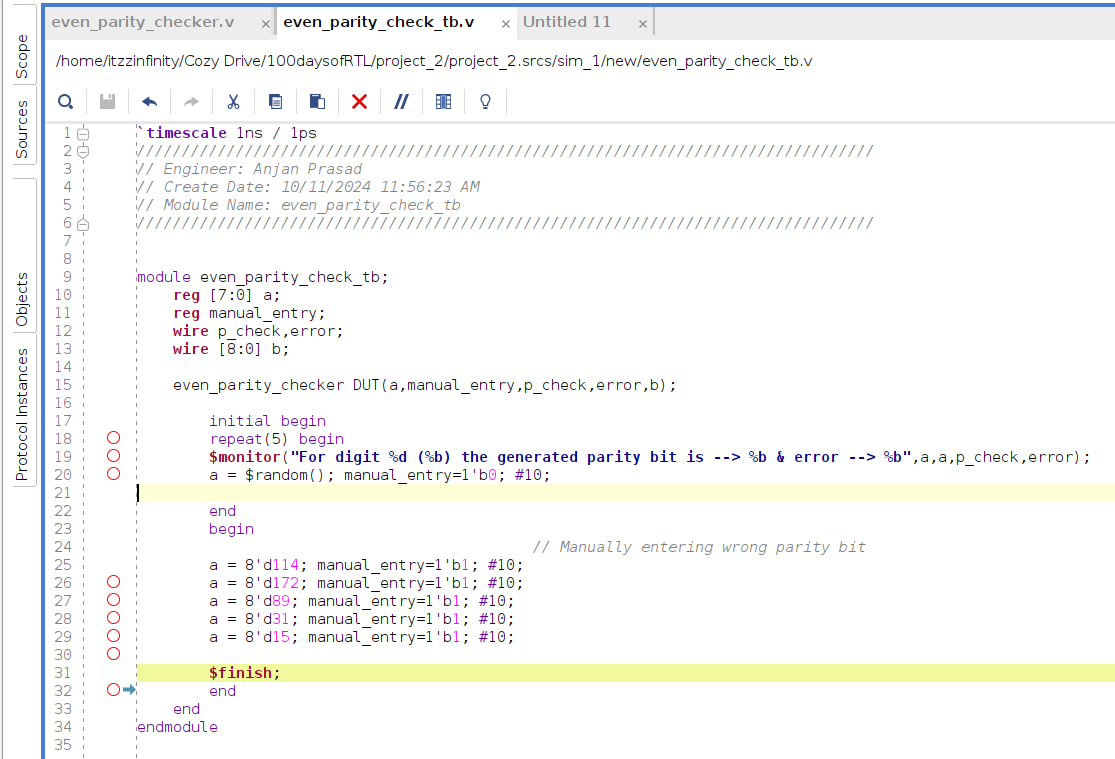 even_parity_checker.v × even_parity_check_tb.v × Untitled 11 ×
/home/itzzinfinity/Cozy Drive/100daysofRTL/project_2/project_2.srcs/sim_1/new/even_parity_check_tb.v
Scope
Sources
Objects
Protocol Instances
1 `timescale 1ns / 1ps
2 //////////////////////////////////////////////////////////////////////////////////
3 // Engineer: Anjan Prasad
4 // Create Date: 10/11/2024 11:56:23 AM
5 // Module Name: even_parity_check_tb
6 //////////////////////////////////////////////////////////////////////////////////
7
8
9 module even_parity_check_tb;
10 reg [7:0] a;
11 reg manual_entry;
12 wire p_check,error;
13 wire [8:0] b;
14
15 even_parity_checker DUT(a,manual_entry,p_check,error,b);
16
17 initial begin
18 repeat(5) begin
19 $monitor("For digit %d (%b) the generated parity bit is --> %b & error --> %b",a,a,p_check,error);
20 a = $random(); manual_entry=1'b0; #10;
21
22 end
23 begin
24 // Manually entering wrong parity bit
25 a = 8'd114; manual_entry=1'b1; #10;
26 a = 8'd172; manual_entry=1'b1; #10;
27 a = 8'd89; manual_entry=1'b1; #10;
28 a = 8'd31; manual_entry=1'b1; #10;
29 a = 8'd15; manual_entry=1'b1; #10;
30
31 $finish;
32 end
33 end
34 endmodule
35